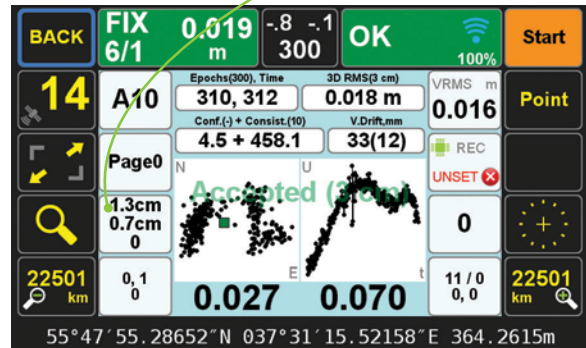 BACK
FIX 0.019
6/1 m
-.8 -.1
300
OK
100%
Start
14
A10
Epochs(300), Time
310, 312
3D RMS(3 cm)
0.018 m
VRMS m
0.016
Point
Conf.(-) + Consist.(10)
4.5 + 458.1
V.Drift,mm
33(12)
Page0
REC
UNSET
N
U
Accepted (3 cm)
1.3cm
0.7cm
0
0
E
t
22501
km
0, 1
0
0.027
0.070
11 / 0
0, 0
22501
km
55°47′55.28652″N 037°31′15.52158″E 364.2615m